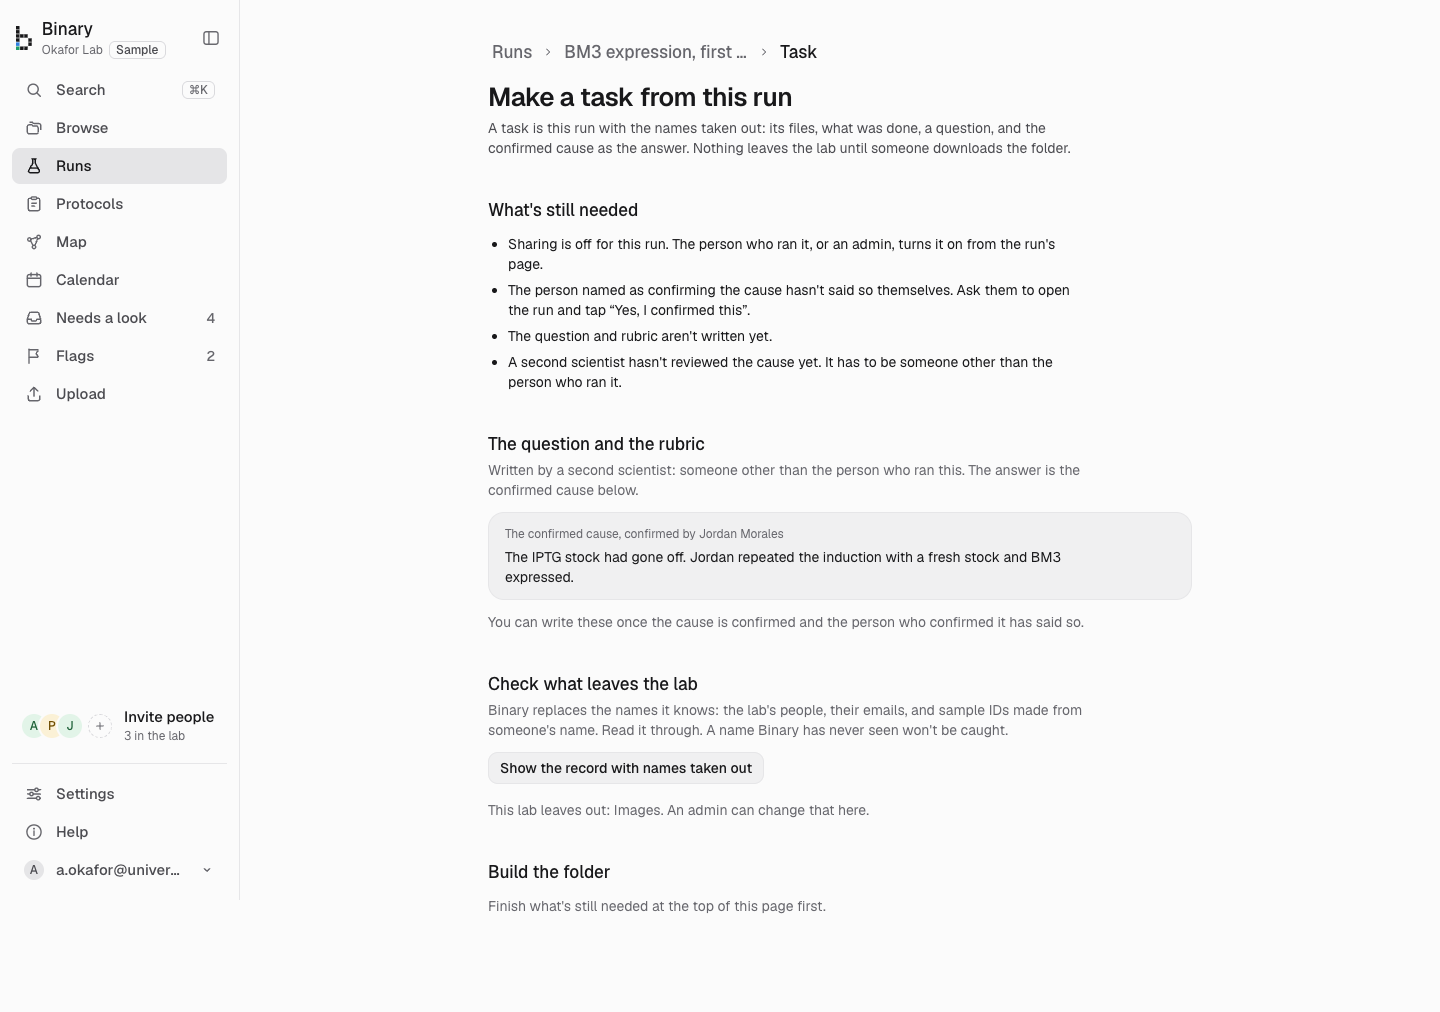 Binary
Okafor Lab Sample
Search ⌘K
Browse
Runs
Protocols
Map
Calendar
Needs a look 4
Flags 2
Upload
A P J + Invite people
3 in the lab
Settings
Help
A a.okafor@univer...
Runs > BM3 expression, first ... > Task
Make a task from this run
A task is this run with the names taken out: its files, what was done, a question, and the
confirmed cause as the answer. Nothing leaves the lab until someone downloads the folder.
What's still needed
• Sharing is off for this run. The person who ran it, or an admin, turns it on from the run's
page.
• The person named as confirming the cause hasn't said so themselves. Ask them to open
the run and tap “Yes, I confirmed this”.
• The question and rubric aren't written yet.
• A second scientist hasn't reviewed the cause yet. It has to be someone other than the
person who ran it.
The question and the rubric
Written by a second scientist: someone other than the person who ran this. The answer is the
confirmed cause below.
The confirmed cause, confirmed by Jordan Morales
The IPTG stock had gone off. Jordan repeated the induction with a fresh stock and BM3
expressed.
You can write these once the cause is confirmed and the person who confirmed it has said so.
Check what leaves the lab
Binary replaces the names it knows: the lab's people, their emails, and sample IDs made from
someone's name. Read it through. A name Binary has never seen won't be caught.
Show the record with names taken out
This lab leaves out: Images. An admin can change that here.
Build the folder
Finish what's still needed at the top of this page first.